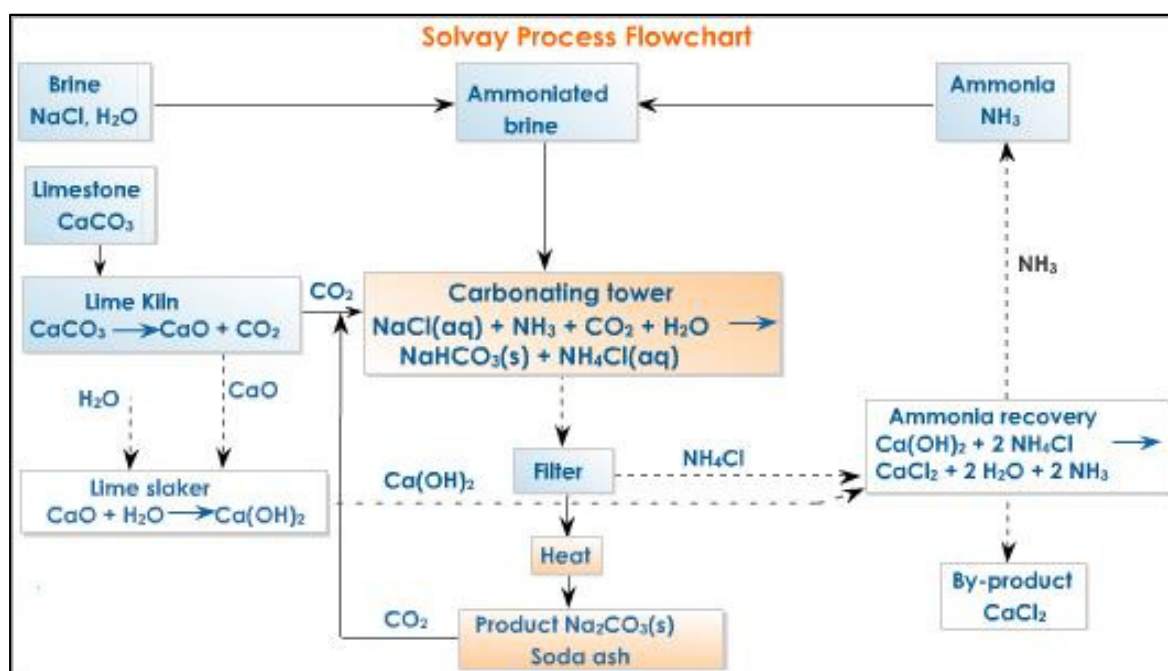 Solvay Process Flowchart
Brine
NaCl, H₂O
Ammoniated
brine
Ammonia
NH₃
Limestone
CaCO₃
Lime Kiln
CaCO₃ ⟶ CaO + CO₂
CO₂
Carbonating tower
NaCl(aq) + NH₃ + CO₂ + H₂O ⟶
NaHCO₃(s) + NH₄Cl(aq)
NH₃
H₂O
CaO
Lime slaker
CaO + H₂O ⟶ Ca(OH)₂
Ca(OH)₂
Filter
NH₄Cl
Ammonia recovery
Ca(OH)₂ + 2 NH₄Cl ⟶
CaCl₂ + 2 H₂O + 2 NH₃
Heat
CO₂
Product Na₂CO₃(s)
Soda ash
By-product
CaCl₂